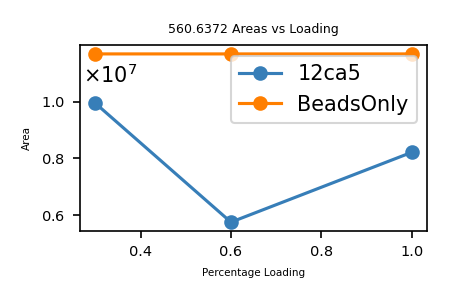 560.6372 Areas vs Loading
×10⁷
12ca5
BeadsOnly
1.0
0.8
0.6
Area
0.4 0.6 0.8 1.0
Percentage Loading